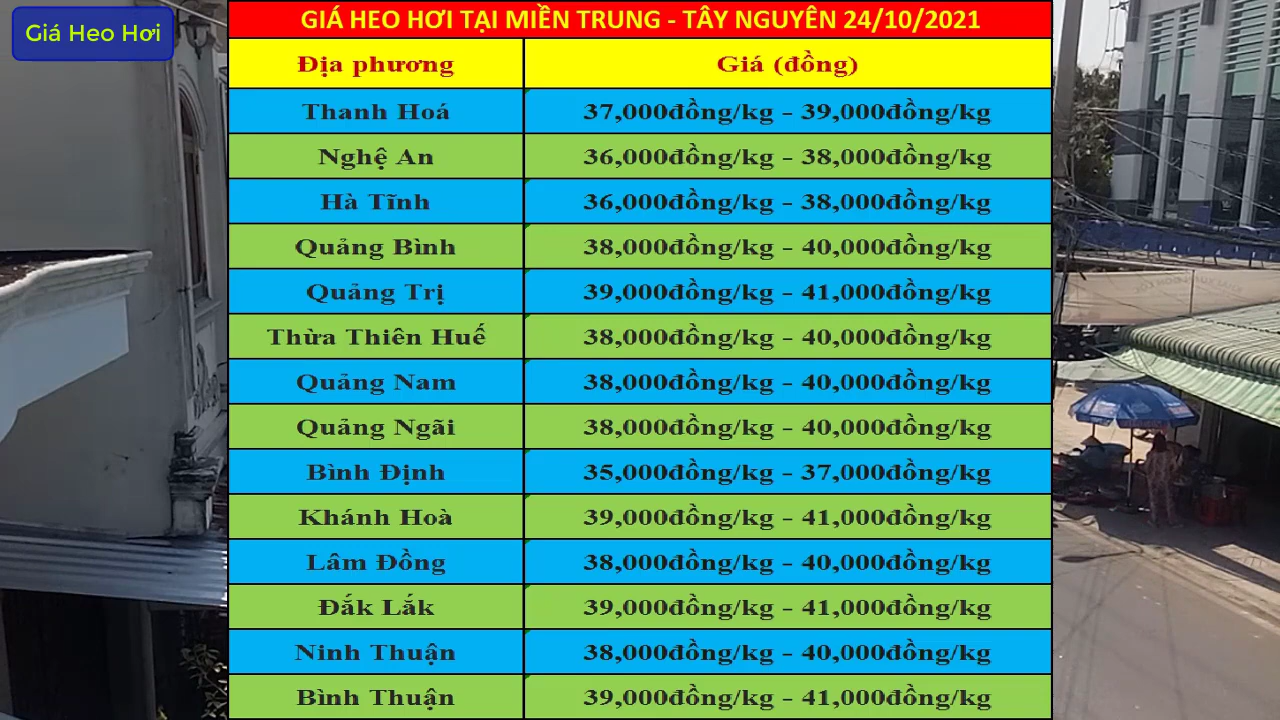 Giá Heo Hơi
GIÁ HEO HƠI TẠI MIỀN TRUNG - TÂY NGUYÊN 24/10/2021
Địa phương Giá (đồng)
Thanh Hoá 37,000đồng/kg - 39,000đồng/kg
Nghệ An 36,000đồng/kg - 38,000đồng/kg
Hà Tĩnh 36,000đồng/kg - 38,000đồng/kg
Quảng Bình 38,000đồng/kg - 40,000đồng/kg
Quảng Trị 39,000đồng/kg - 41,000đồng/kg
Thừa Thiên Huế 38,000đồng/kg - 40,000đồng/kg
Quảng Nam 38,000đồng/kg - 40,000đồng/kg
Quảng Ngãi 38,000đồng/kg - 40,000đồng/kg
Bình Định 35,000đồng/kg - 37,000đồng/kg
Khánh Hoà 39,000đồng/kg - 41,000đồng/kg
Lâm Đồng 38,000đồng/kg - 40,000đồng/kg
Đắk Lắk 39,000đồng/kg - 41,000đồng/kg
Ninh Thuận 38,000đồng/kg - 40,000đồng/kg
Bình Thuận 39,000đồng/kg - 41,000đồng/kg